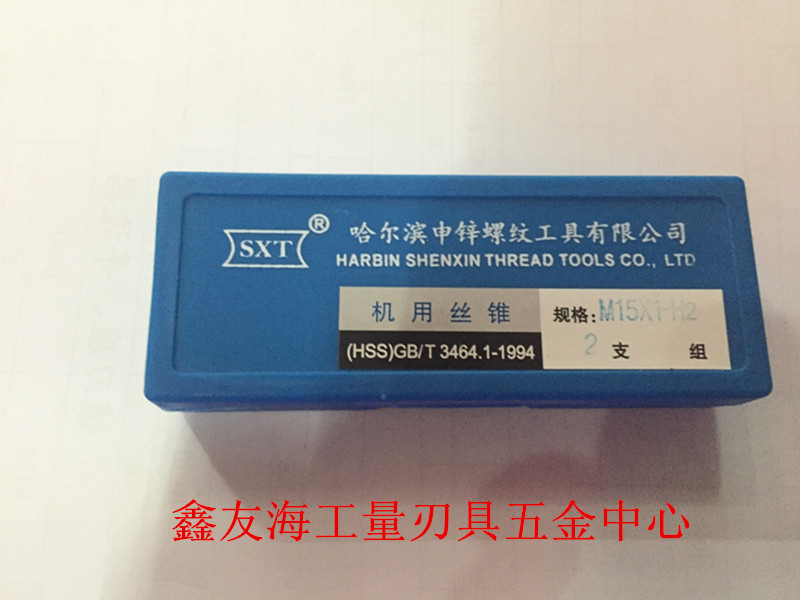 SXT®
哈尔滨申锌螺纹工具有限公司
HARBIN SHENXIN THREAD TOOLS CO., LTD
机用丝锥
(HSS)GB/T 3464.1-1994
规格:M15X1-H2
2 支 组
鑫友海工量刃具五金中心